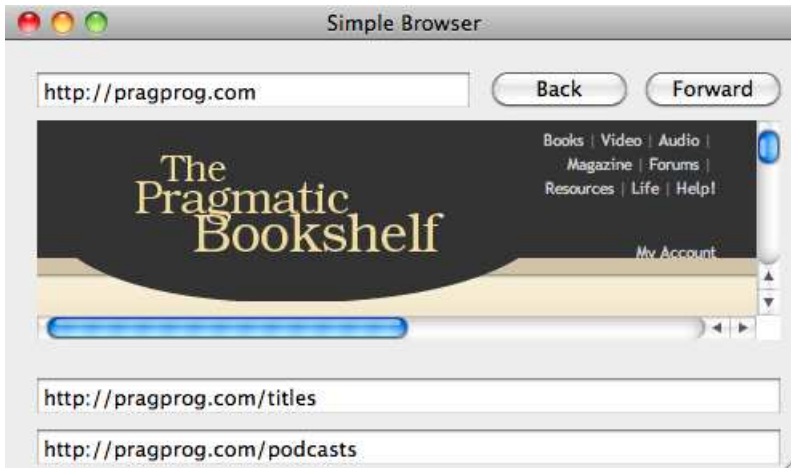 Simple Browser
http://pragprog.com
Back
Forward
Books | Video | Audio |
Magazine | Forums |
Resources | Life | Help!
The
Pragmatic
Bookshelf
My Account
http://pragprog.com/titles
http://pragprog.com/podcasts